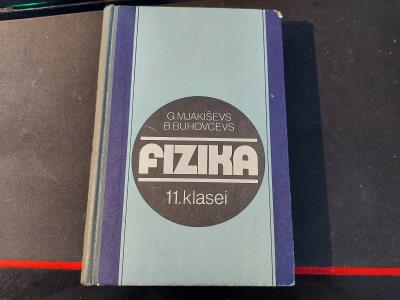 G.MJAKIŠEVS
B.BUHOVCEVS
FIZIKA
11.klasei